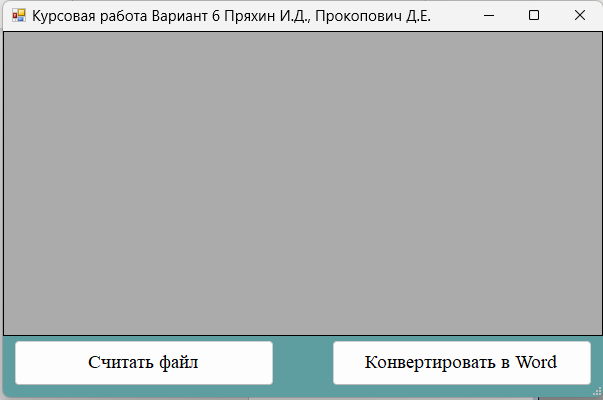 Курсовая работа Вариант 6 Пряхин И.Д., Прокопович Д.Е.
Считать файл
Конвертировать в Word